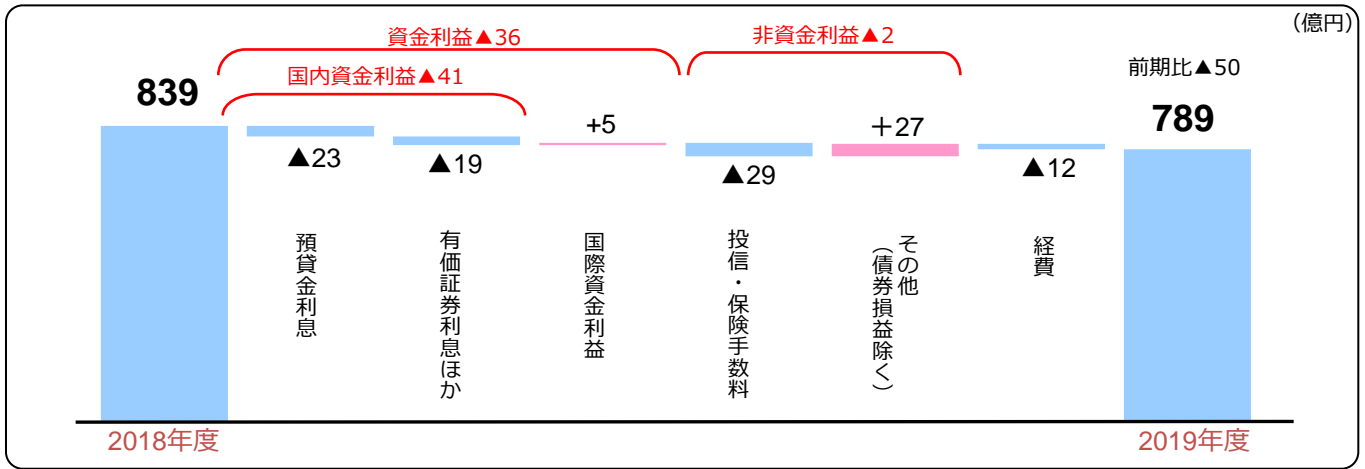 （億円）
資金利益▲36
非資金利益▲2
国内資金利益▲41
前期比▲50
839
789
▲23
▲19
+5
▲29
＋27
▲12
預貸金利息
有価証券利息ほか
国際資金利益
投信・保険手数料
その他
（債券損益除く）
経費
2018年度
2019年度